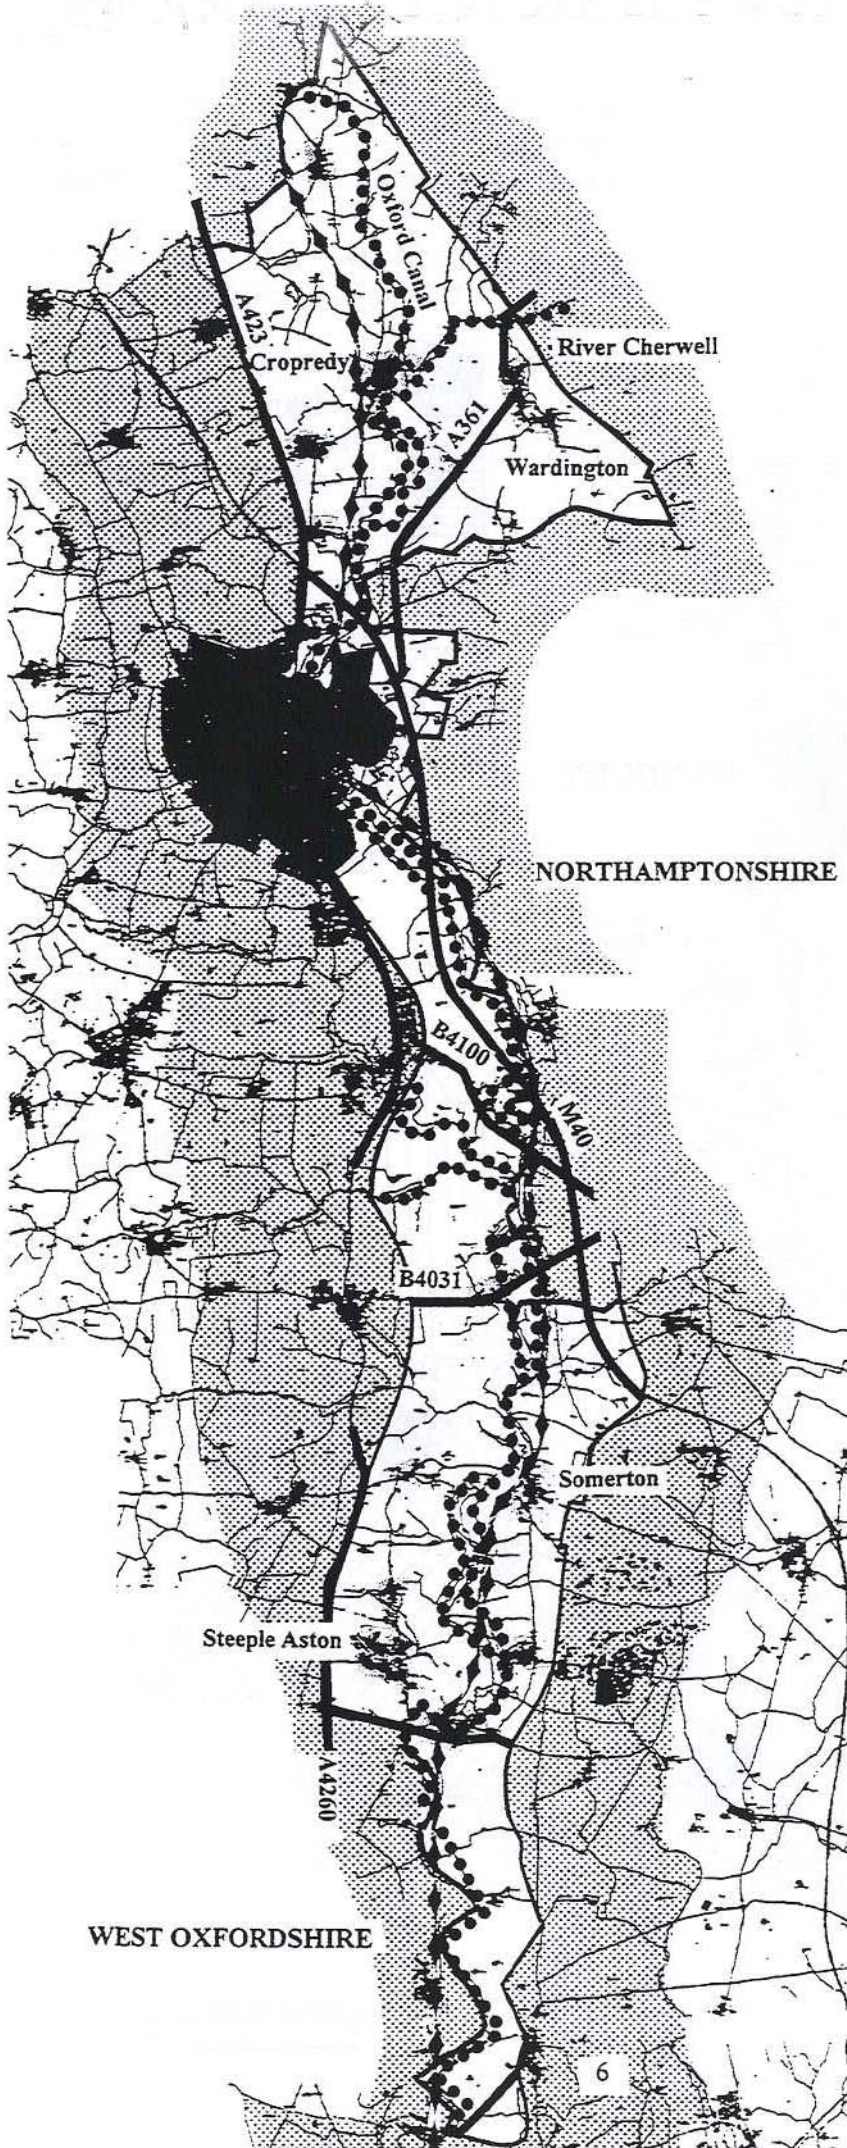 Oxford Canal
A423
Cropredy
River Cherwell
A361
Wardington
NORTHAMPTONSHIRE
B4100
M40
B4031
Somerton
Steeple Aston
A4260
WEST OXFORDSHIRE
6